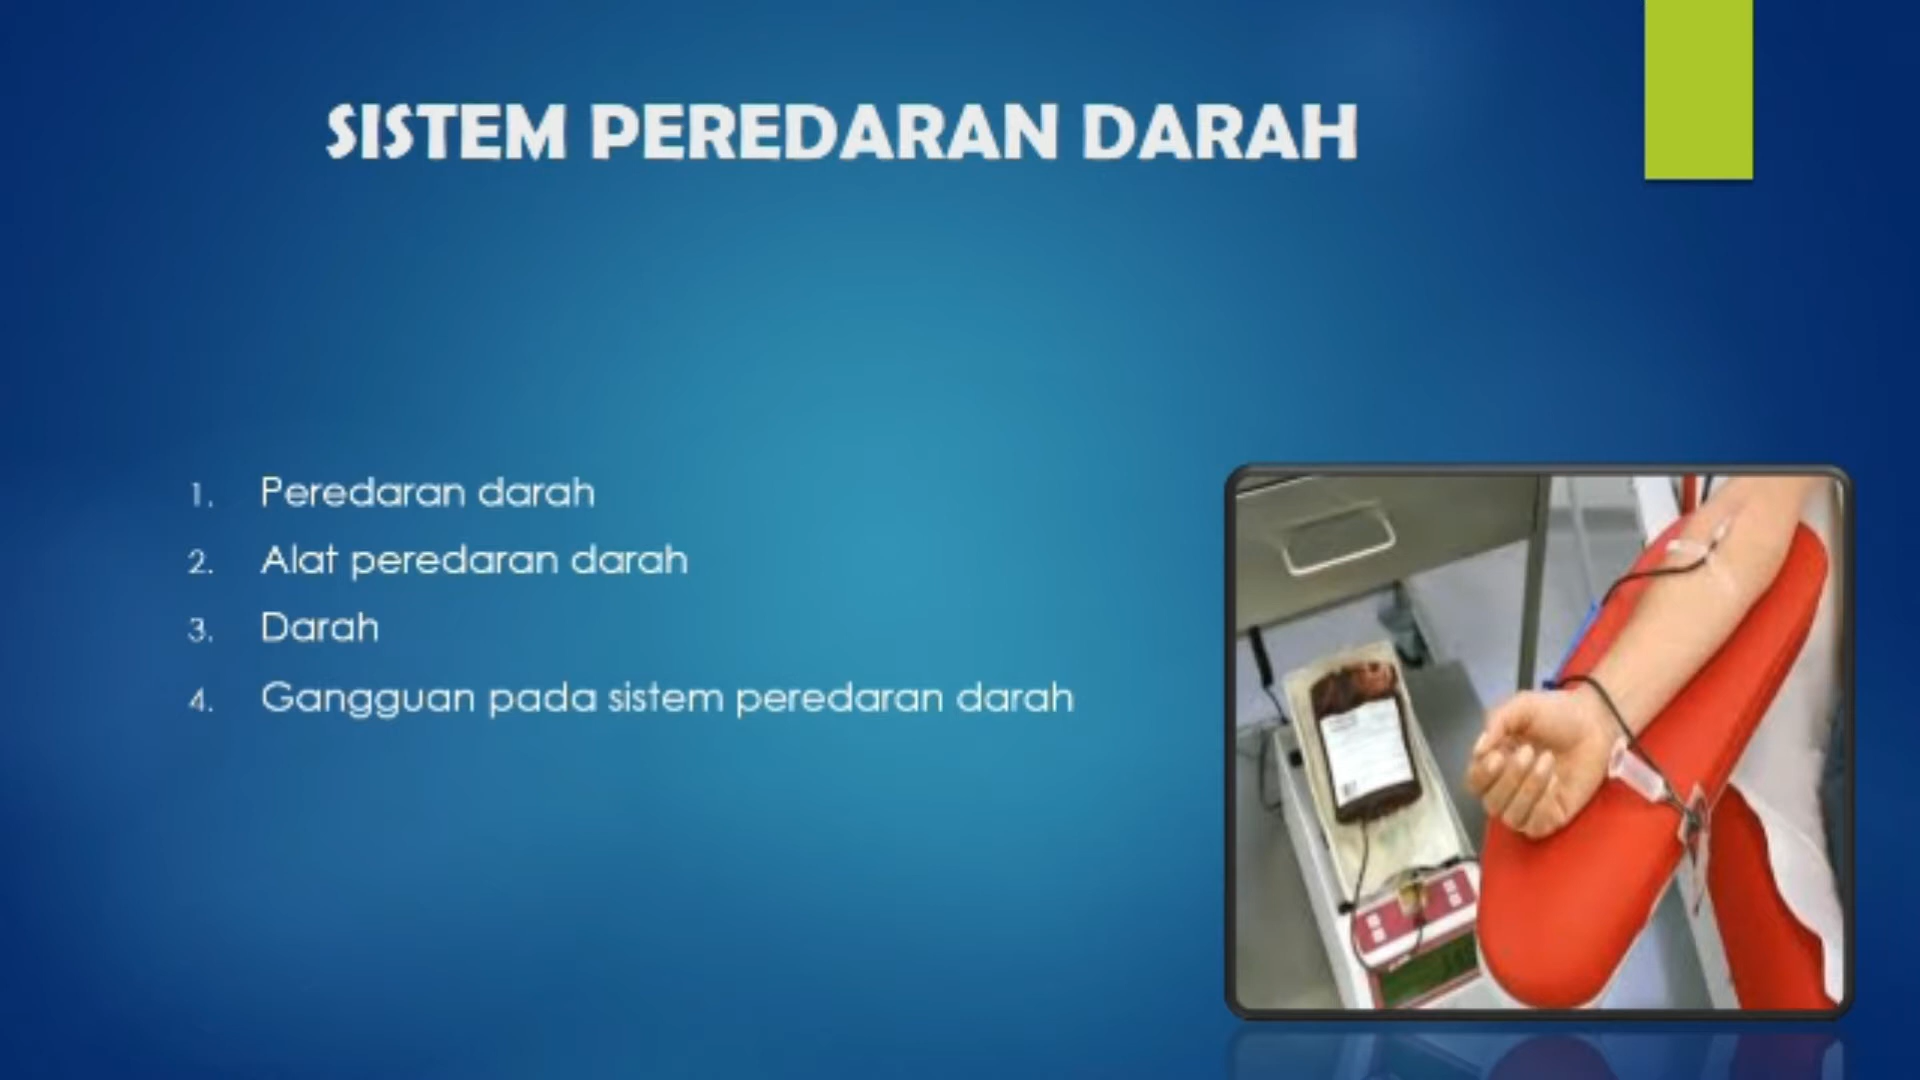 SISTEM PEREDARAN DARAH
1. Peredaran darah
2. Alat peredaran darah
3. Darah
4. Gangguan pada sistem peredaran darah